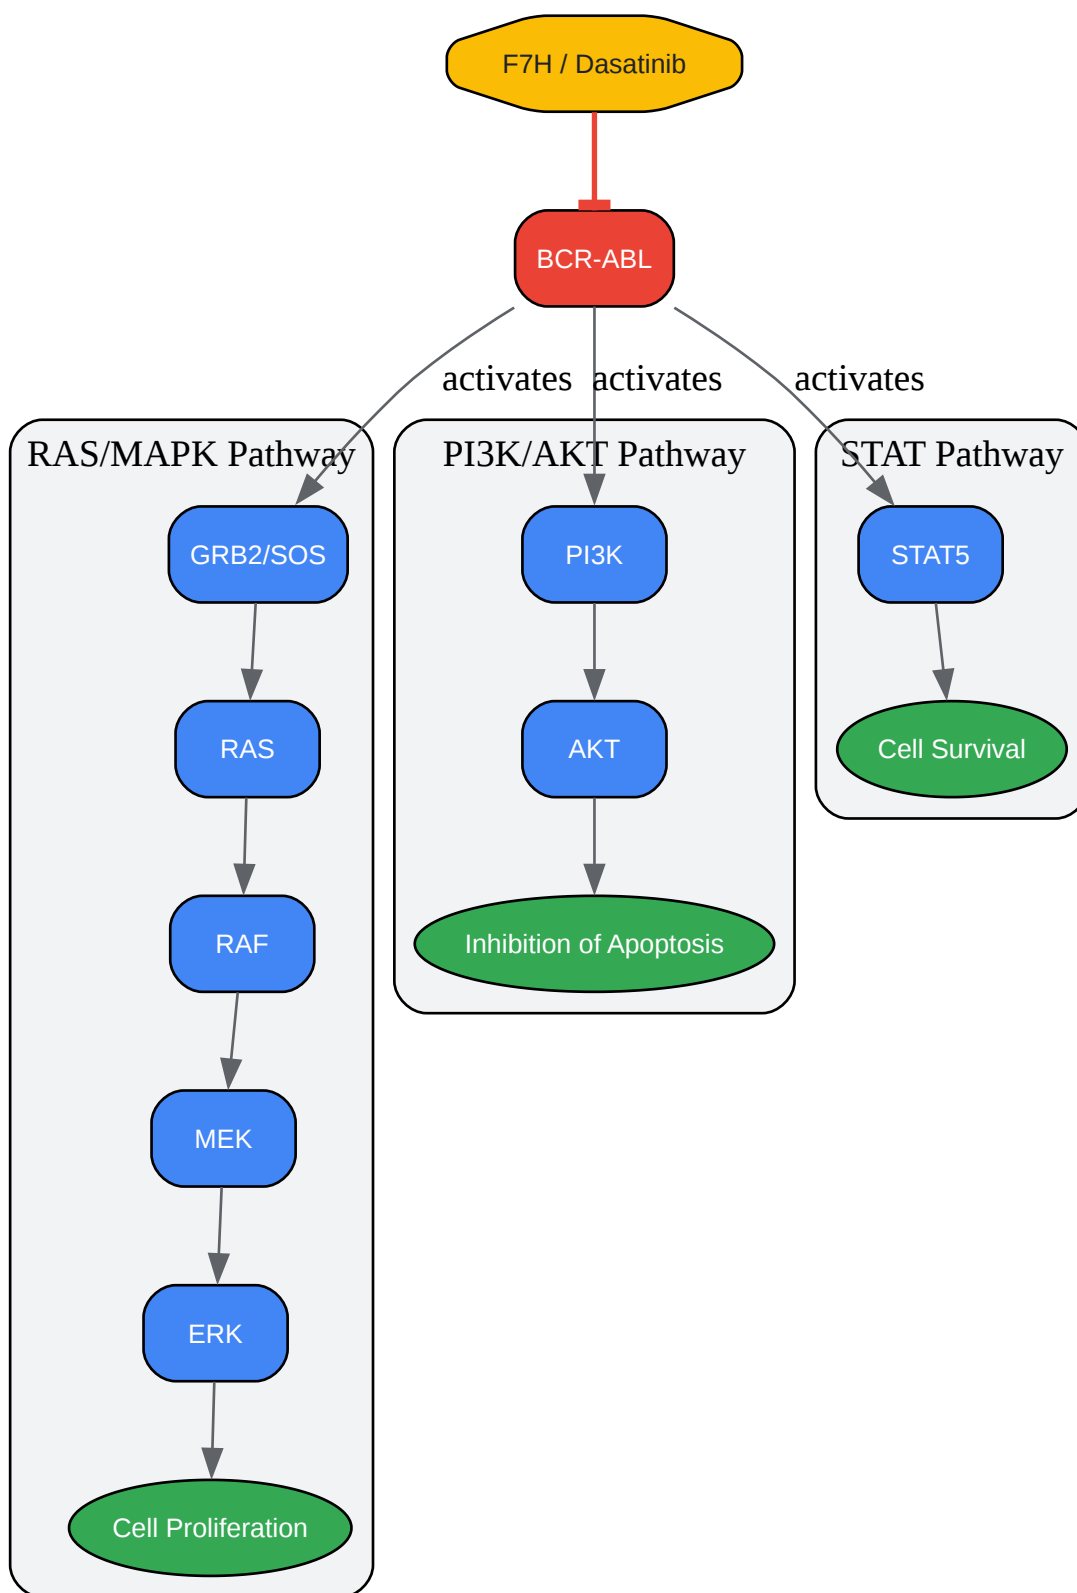 F7H / Dasatinib
BCR-ABL
activates
activates
activates
RAS/MAPK Pathway
PI3K/AKT Pathway
STAT Pathway
GRB2/SOS
PI3K
STAT5
RAS
AKT
Cell Survival
RAF
Inhibition of Apoptosis
MEK
ERK
Cell Proliferation